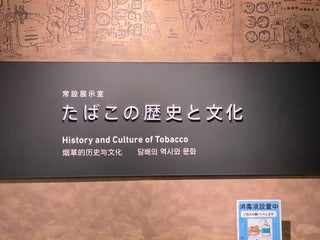 常設展示室
たばこの歴史と文化
History and Culture of Tobacco
烟草的历史与文化 담배의 역사와 문화
消毒液設置中